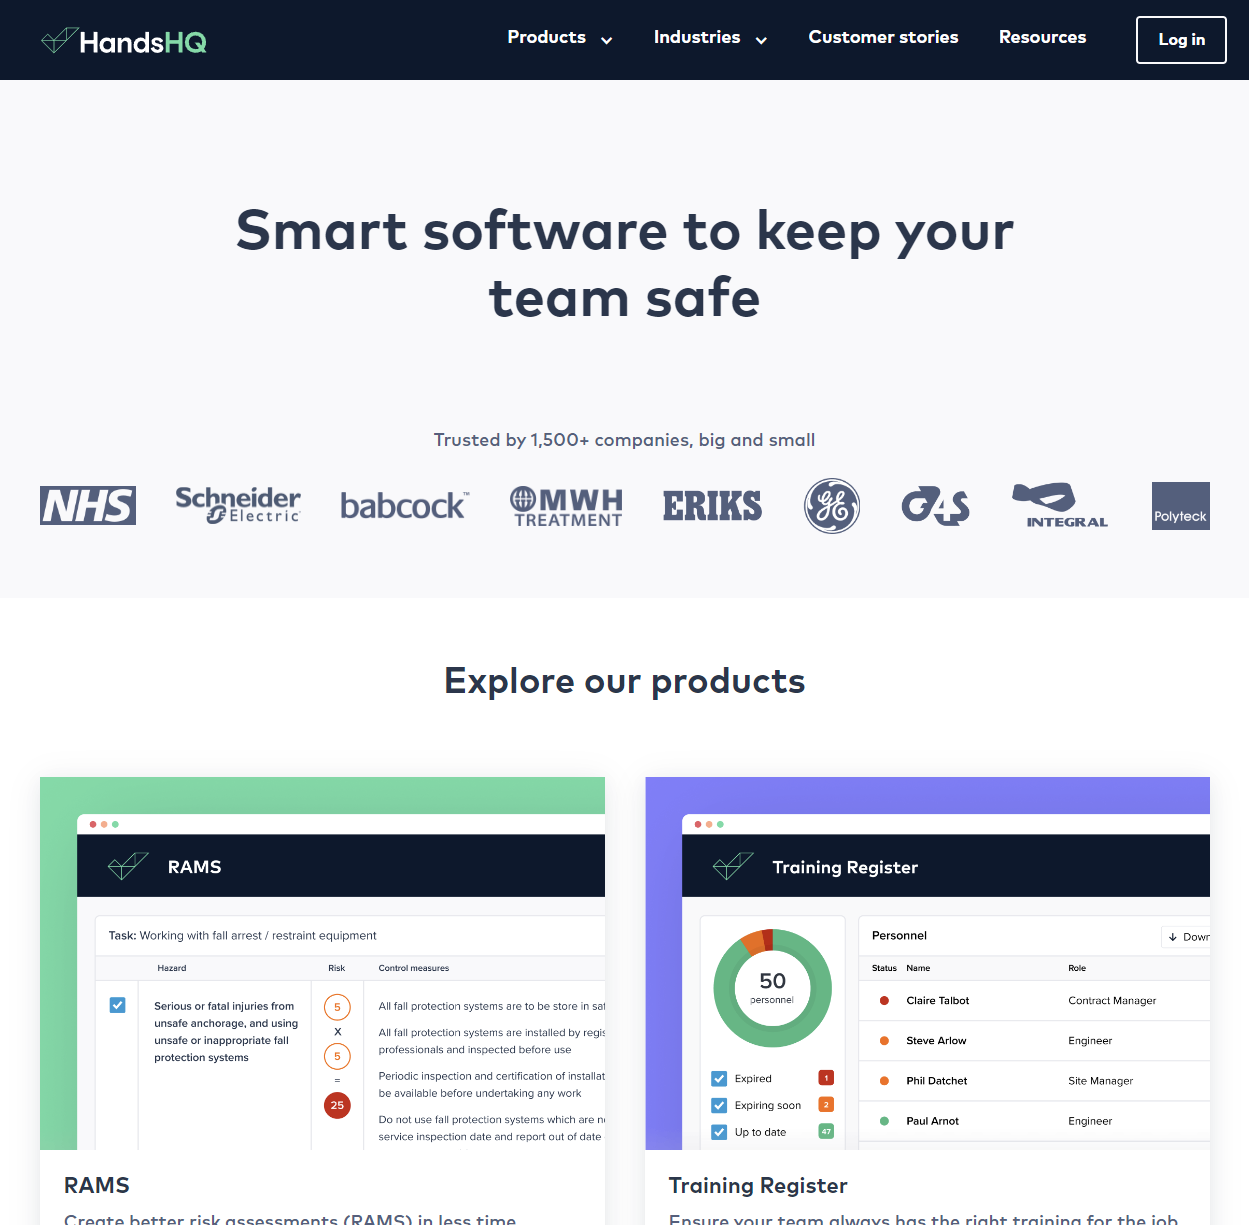 HandsHQ
Products
Industries
Customer stories
Resources
Log in
Smart software to keep your
team safe
Trusted by 1,500+ companies, big and small
NHS
Schneider
Electric
babcock™
MWH
TREATMENT
ERIKS
GE
G4S
INTEGRAL
Polyteck
Explore our products
RAMS
Task: Working with fall arrest / restraint equipment
Hazard Risk Control measures
Serious or fatal injuries from
unsafe anchorage, and using
unsafe or inappropriate fall
protection systems
5
X
5
=
25
All fall protection systems are to be store in saf
All fall protection systems are installed by regis
professionals and inspected before use
Periodic inspection and certification of installat
be available before undertaking any work
Do not use fall protection systems which are no
service inspection date and report out of date
RAMS
Create better risk assessments (RAMS) in less time
Training Register
50
personnel
Expired 1
Expiring soon 2
Up to date 47
Personnel
Down
Status Name Role
Claire Talbot Contract Manager
Steve Arlow Engineer
Phil Datchet Site Manager
Paul Arnot Engineer
Training Register
Ensure your team always has the right training for the job